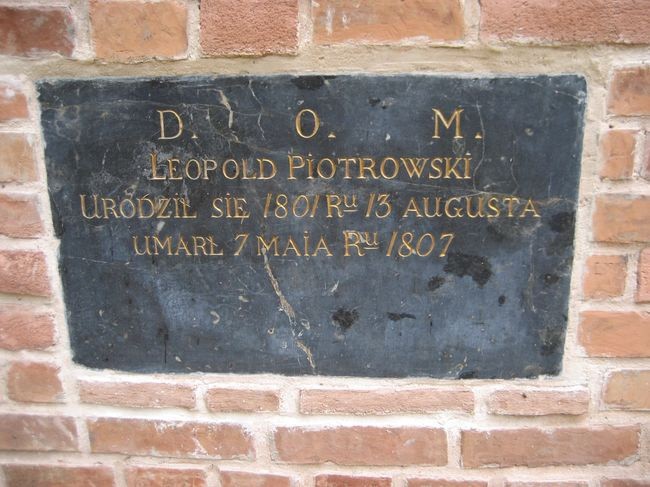 D. O. M.
LEOPOLD PIOTROWSKI
URODZIŁ SIĘ 1801 Ru 13 AUGUSTA
UMARŁ 7 MAIA Ru 1807